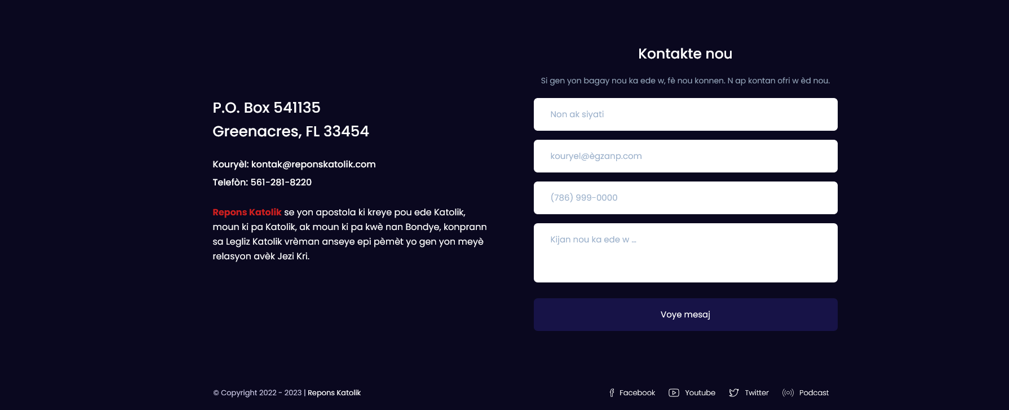 P.O. Box 541135
Greenacres, FL 33454
Kouryèl: kontak@reponskatolik.com
Telefòn: 561-281-8220
Repons Katolik se yon apostola ki kreye pou ede Katolik,
moun ki pa Katolik, ak moun ki pa kwè nan Bondye, konprann
sa Legliz Katolik vrèman anseye epi pèmèt yo gen yon meyè
relasyon avèk Jezi Kri.
Kontakte nou
Si gen yon bagay nou ka ede w, fè nou konnen. N ap kontan ofri w èd nou.
Non ak siyati
kouryel@ègzanp.com
(786) 999-0000
Kijan nou ka ede w ...
Voye mesaj
© Copyright 2022 - 2023 | Repons Katolik
Facebook
Youtube
Twitter
Podcast